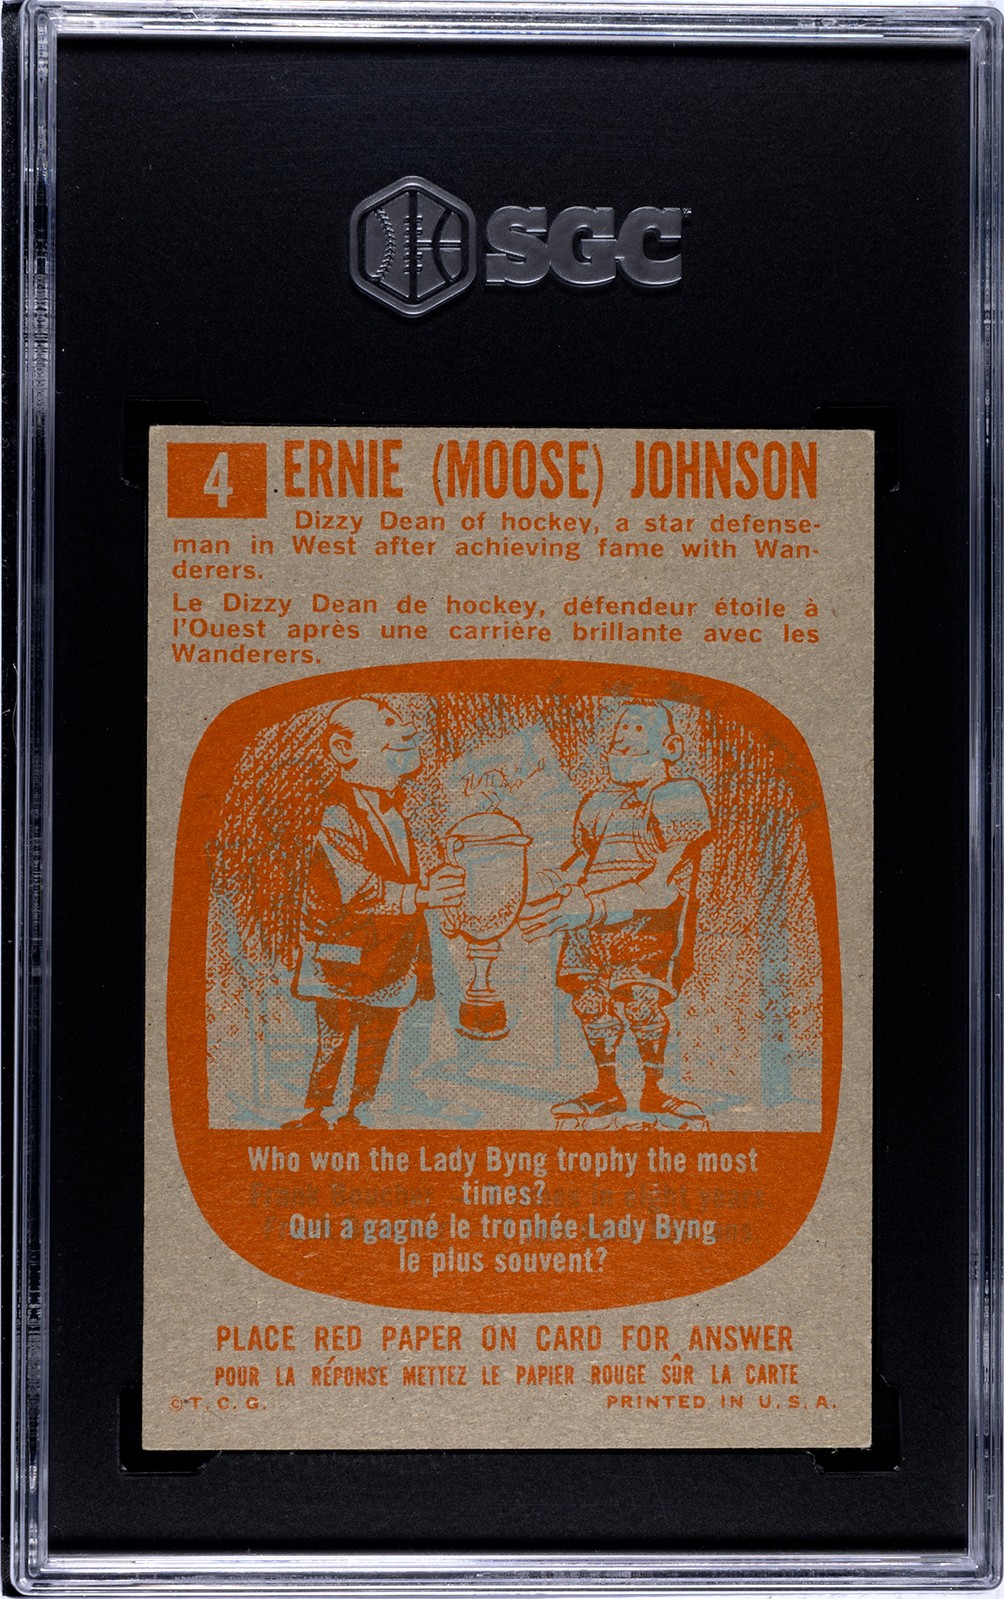 SGC
4 ERNIE (MOOSE) JOHNSON
Dizzy Dean of hockey, a star defense-
man in West after achieving fame with Wan-
derers.
Le Dizzy Dean de hockey, défendeur étoile à
l'Ouest après une carrière brillante avec les
Wanderers.
Who won the Lady Byng trophy the most
times?
Qui a gagné le trophée Lady Byng
le plus souvent?
PLACE RED PAPER ON CARD FOR ANSWER
POUR LA RÉPONSE METTEZ LE PAPIER ROUGE SÛR LA CARTE
© T. C. G. PRINTED IN U. S. A.